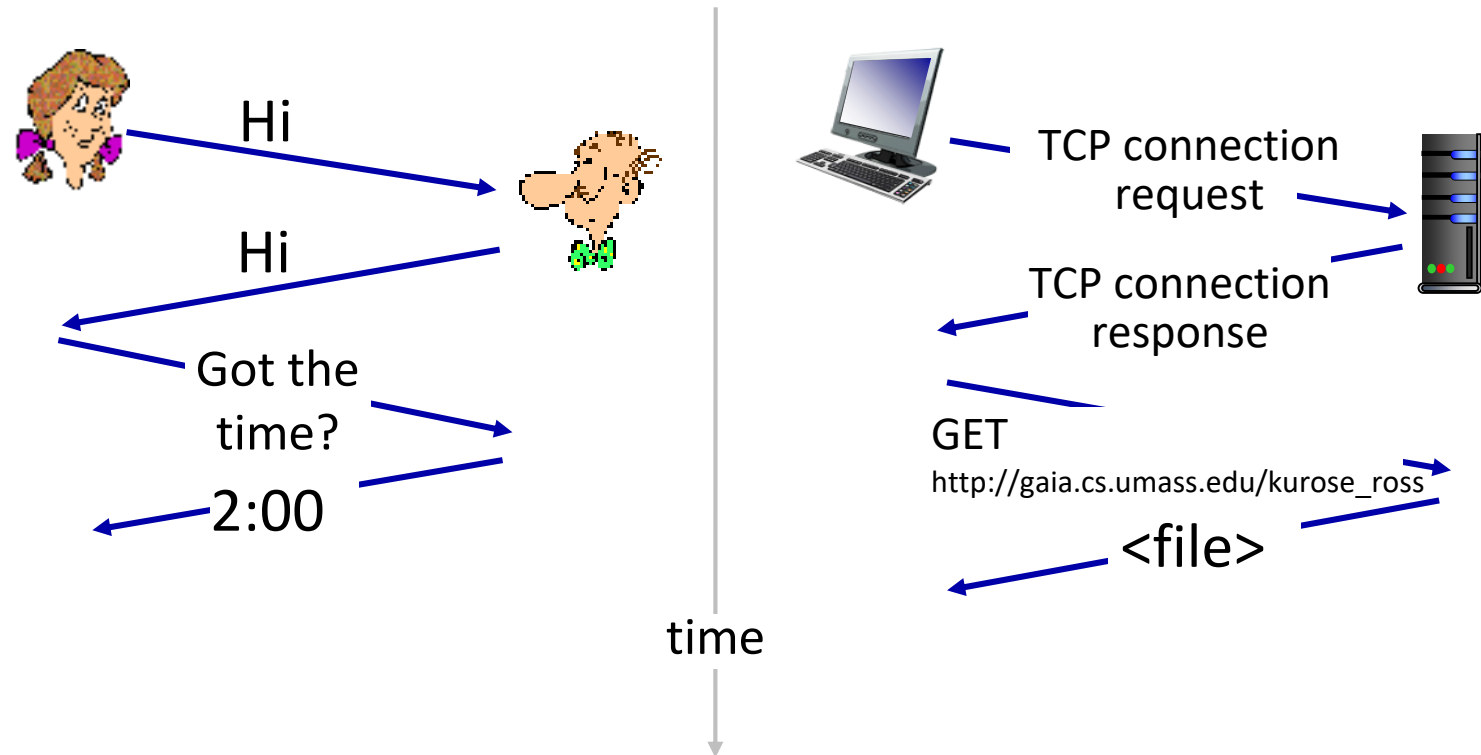 Hi
Hi
Got the
time?
2:00
TCP connection
request
TCP connection
response
GET
http://gaia.cs.umass.edu/kurose_ross
<file>
time